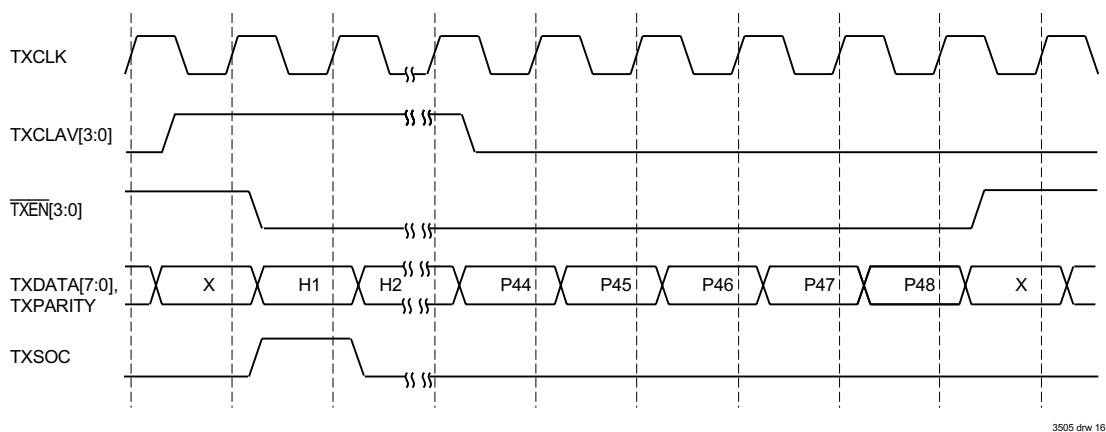 TXCLK
TXCLAV[3:0]
TXEN[3:0]
TXDATA[7:0],
TXPARITY
X H1 H2 P44 P45 P46 P47 P48 X
TXSOC
3505 drw 16